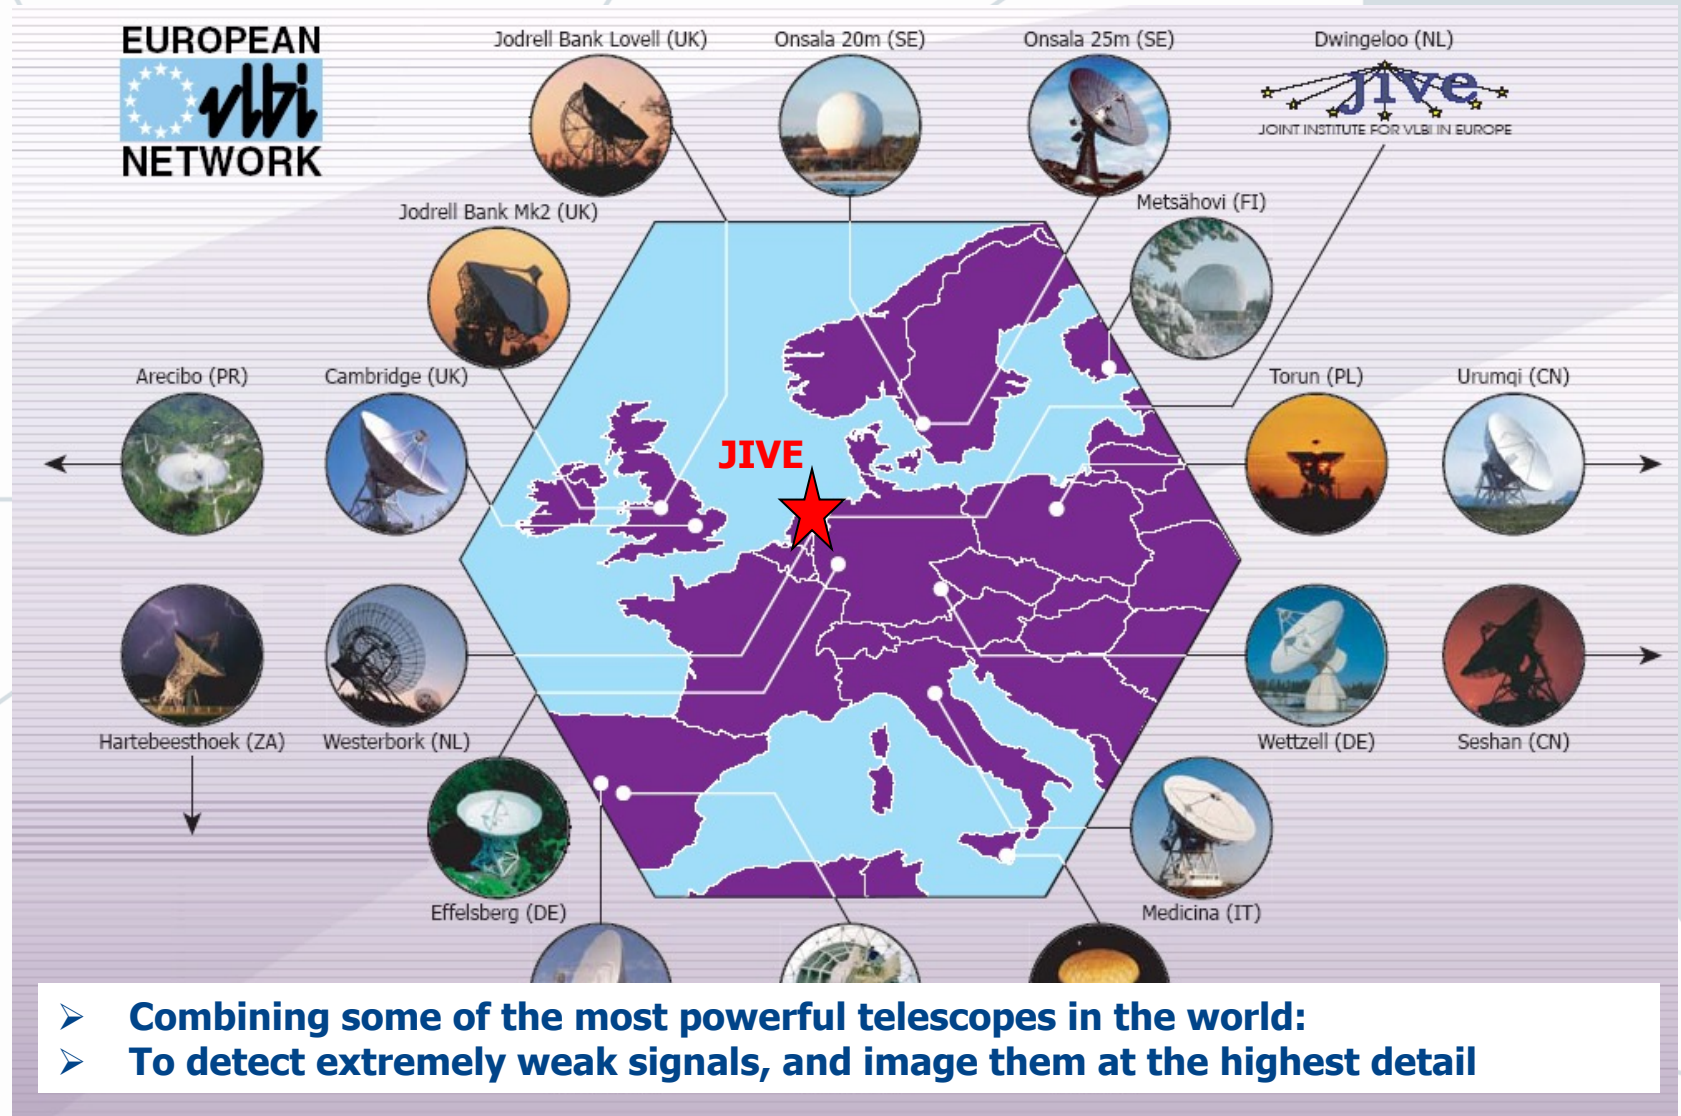 EUROPEAN
vlbi
NETWORK
Jodrell Bank Lovell (UK)
Onsala 20m (SE)
Onsala 25m (SE)
Dwingeloo (NL)
JIVE
JOINT INSTITUTE FOR VLBI IN EUROPE
Jodrell Bank Mk2 (UK)
Metsähovi (FI)
Arecibo (PR)
Cambridge (UK)
Torun (PL)
Urumqi (CN)
JIVE
Hartebeesthoek (ZA)
Westerbork (NL)
Wettzell (DE)
Seshan (CN)
Effelsberg (DE)
Medicina (IT)
➢ Combining some of the most powerful telescopes in the world:
➢ To detect extremely weak signals, and image them at the highest detail